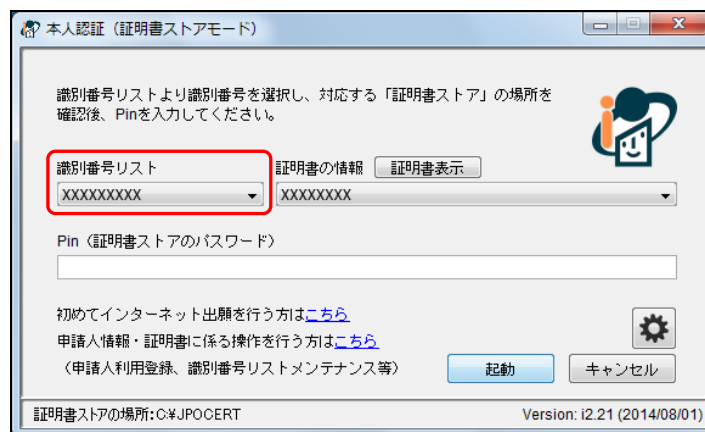 本人認証（証明書ストアモード）
識別番号リストより識別番号を選択し、対応する「証明書ストア」の場所を
確認後、Pinを入力してください。
識別番号リスト
証明書の情報 証明書表示
XXXXXXXXX
XXXXXXXX
Pin（証明書ストアのパスワード）
初めてインターネット出願を行う方はこちら
申請人情報・証明書に係る操作を行う方はこちら
（申請人利用登録、識別番号リストメンテナンス等）
起動
キャンセル
証明書ストアの場所:C:¥JPOCERT
Version: i2.21 (2014/08/01)